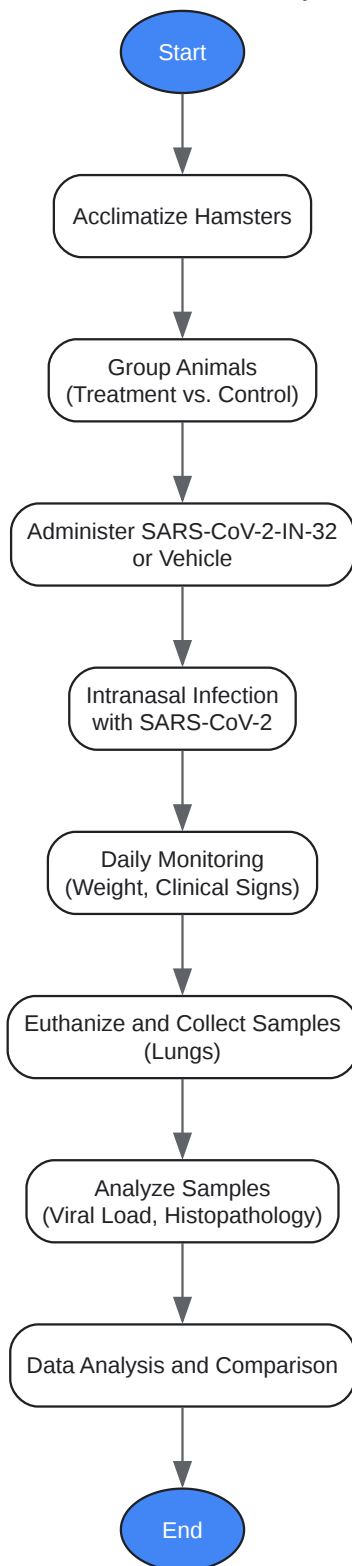 Start
Acclimatize Hamsters
Group Animals
(Treatment vs. Control)
Administer SARS-CoV-2-IN-32
or Vehicle
Intranasal Infection
with SARS-CoV-2
Daily Monitoring
(Weight, Clinical Signs)
Euthanize and Collect Samples
(Lungs)
Analyze Samples
(Viral Load, Histopathology)
Data Analysis and Comparison
End